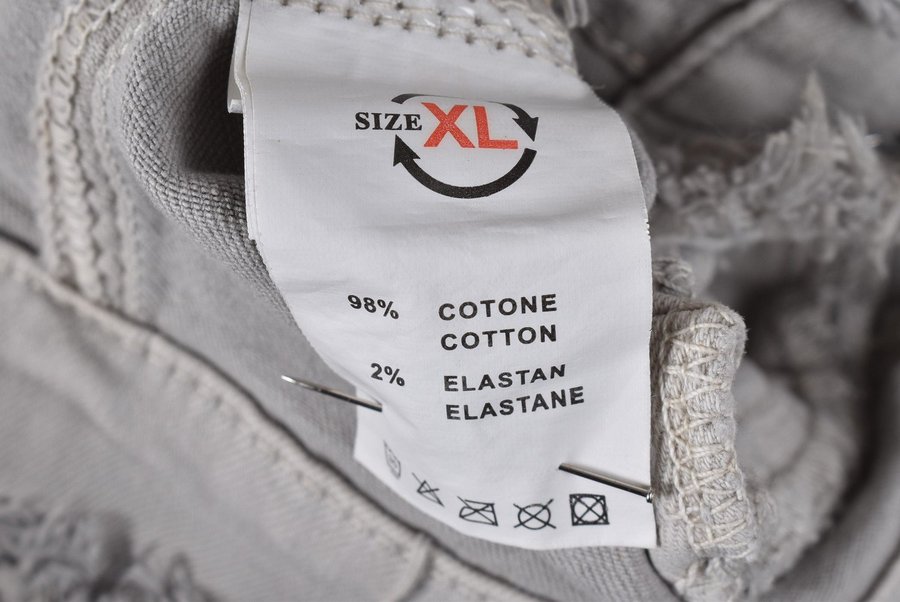 SIZE XL
98% COTONE
COTTON
2% ELASTAN
ELASTANE